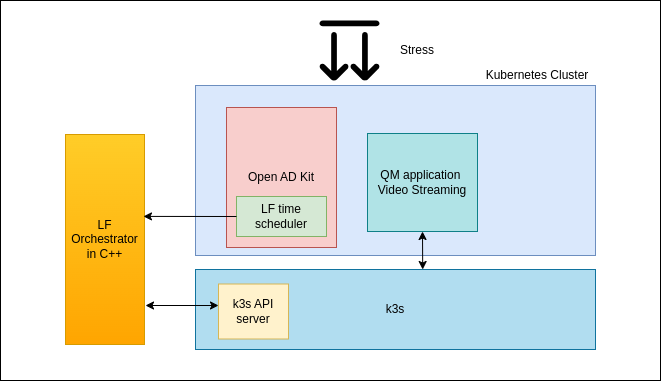 Stress
Kubernetes Cluster
Open AD Kit
LF time
scheduler
QM application
Video Streaming
LF
Orchestrator
in C++
k3s API
server
k3s